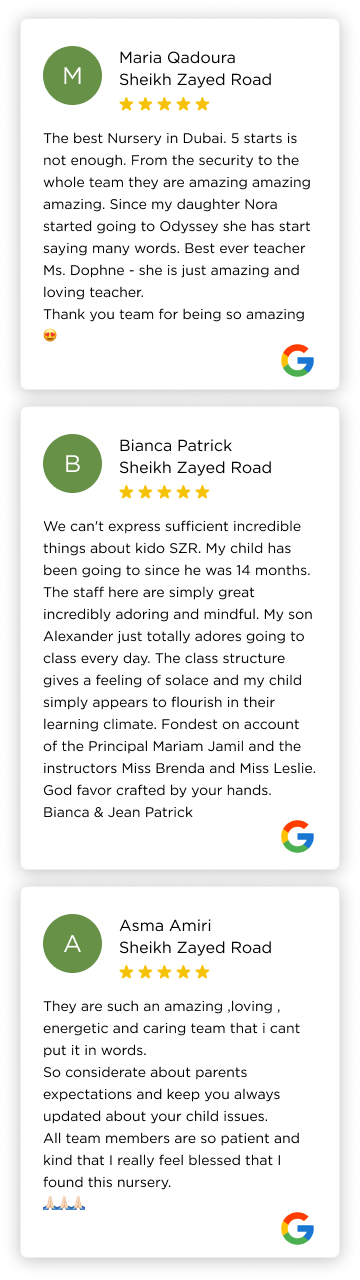 M
Maria Qadoura
Sheikh Zayed Road
The best Nursery in Dubai. 5 starts is
not enough. From the security to the
whole team they are amazing amazing
amazing. Since my daughter Nora
started going to Odyssey she has start
saying many words. Best ever teacher
Ms. Dophne - she is just amazing and
loving teacher.
Thank you team for being so amazing
😍
G
B
Bianca Patrick
Sheikh Zayed Road
We can't express sufficient incredible
things about kido SZR. My child has
been going to since he was 14 months.
The staff here are simply great
incredibly adoring and mindful. My son
Alexander just totally adores going to
class every day. The class structure
gives a feeling of solace and my child
simply appears to flourish in their
learning climate. Fondest on account
of the Principal Mariam Jamil and the
instructors Miss Brenda and Miss Leslie.
God favor crafted by your hands.
Bianca & Jean Patrick
G
A
Asma Amiri
Sheikh Zayed Road
They are such an amazing ,loving ,
energetic and caring team that i cant
put it in words.
So considerate about parents
expectations and keep you always
updated about your child issues.
All team members are so patient and
kind that I really feel blessed that I
found this nursery.
🙏🏻🙏🏻🙏🏻
G